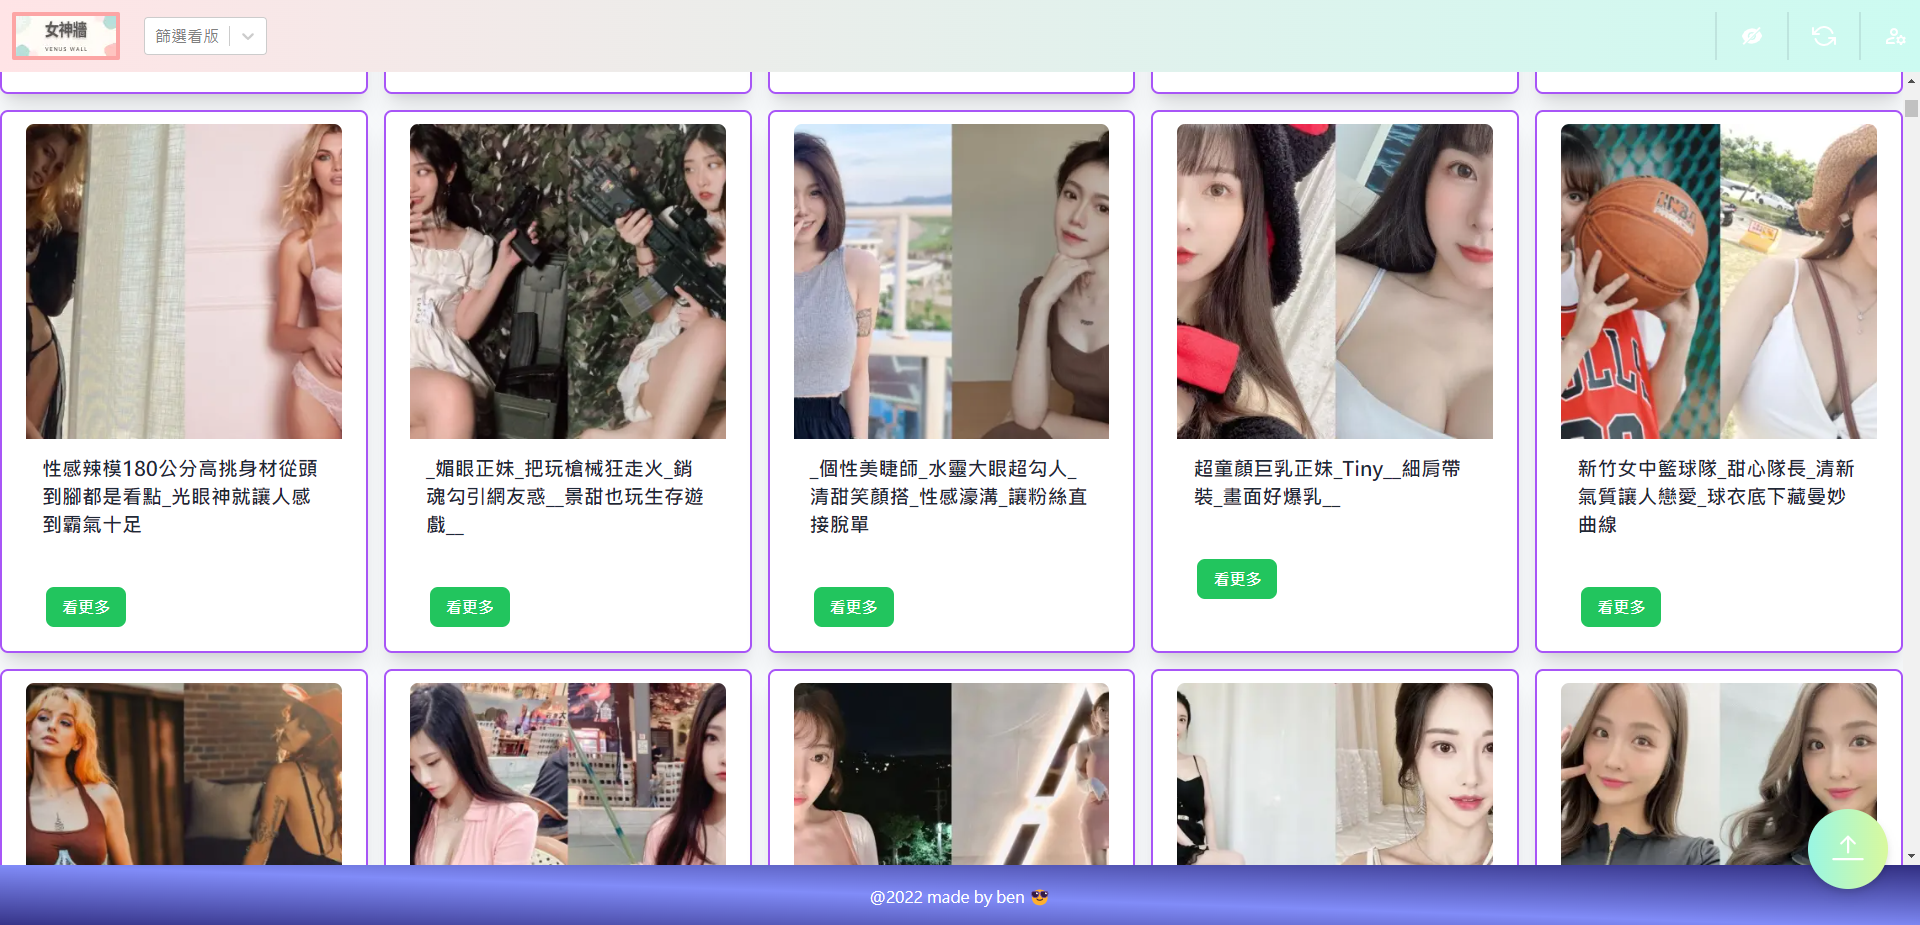 女神牆
VENUS WALL
篩選看版
性感辣模180公分高挑身材從頭
到腳都是看點_光眼神就讓人感
到霸氣十足
看更多
_媚眼正妹_把玩槍械狂走火_銷
魂勾引網友惑__景甜也玩生存遊
戲__
看更多
_個性美睫師_水靈大眼超勾人_
清甜笑顏搭_性感濠溝_讓粉絲直
接脫單
看更多
超童顏巨乳正妹_Tiny__細肩帶
裝_畫面好爆乳__
看更多
新竹女中籃球隊_甜心隊長_清新
氣質讓人戀愛_球衣底下藏曼妙
曲線
看更多
@2022 made by ben 😎